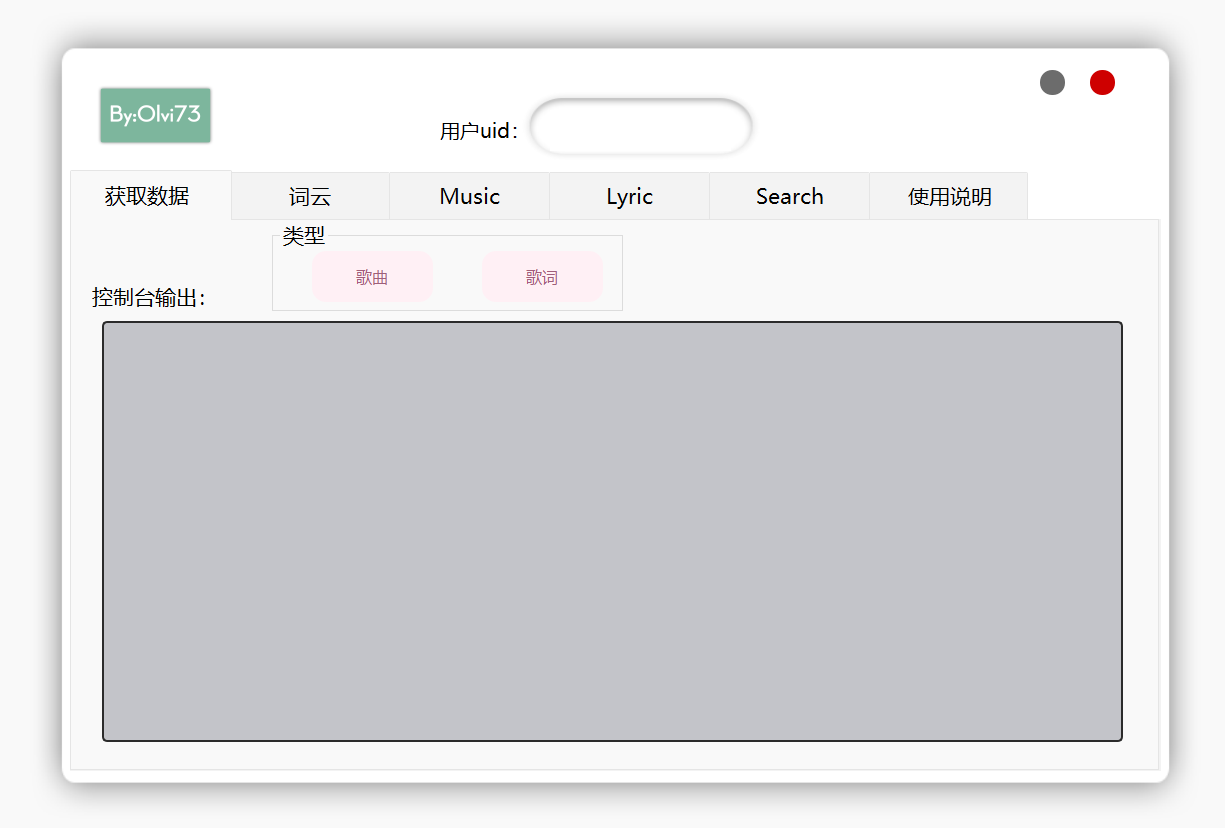 By:Olvi73
用户uid：
获取数据
词云
Music
Lyric
Search
使用说明
类型
歌曲
歌词
控制台输出：